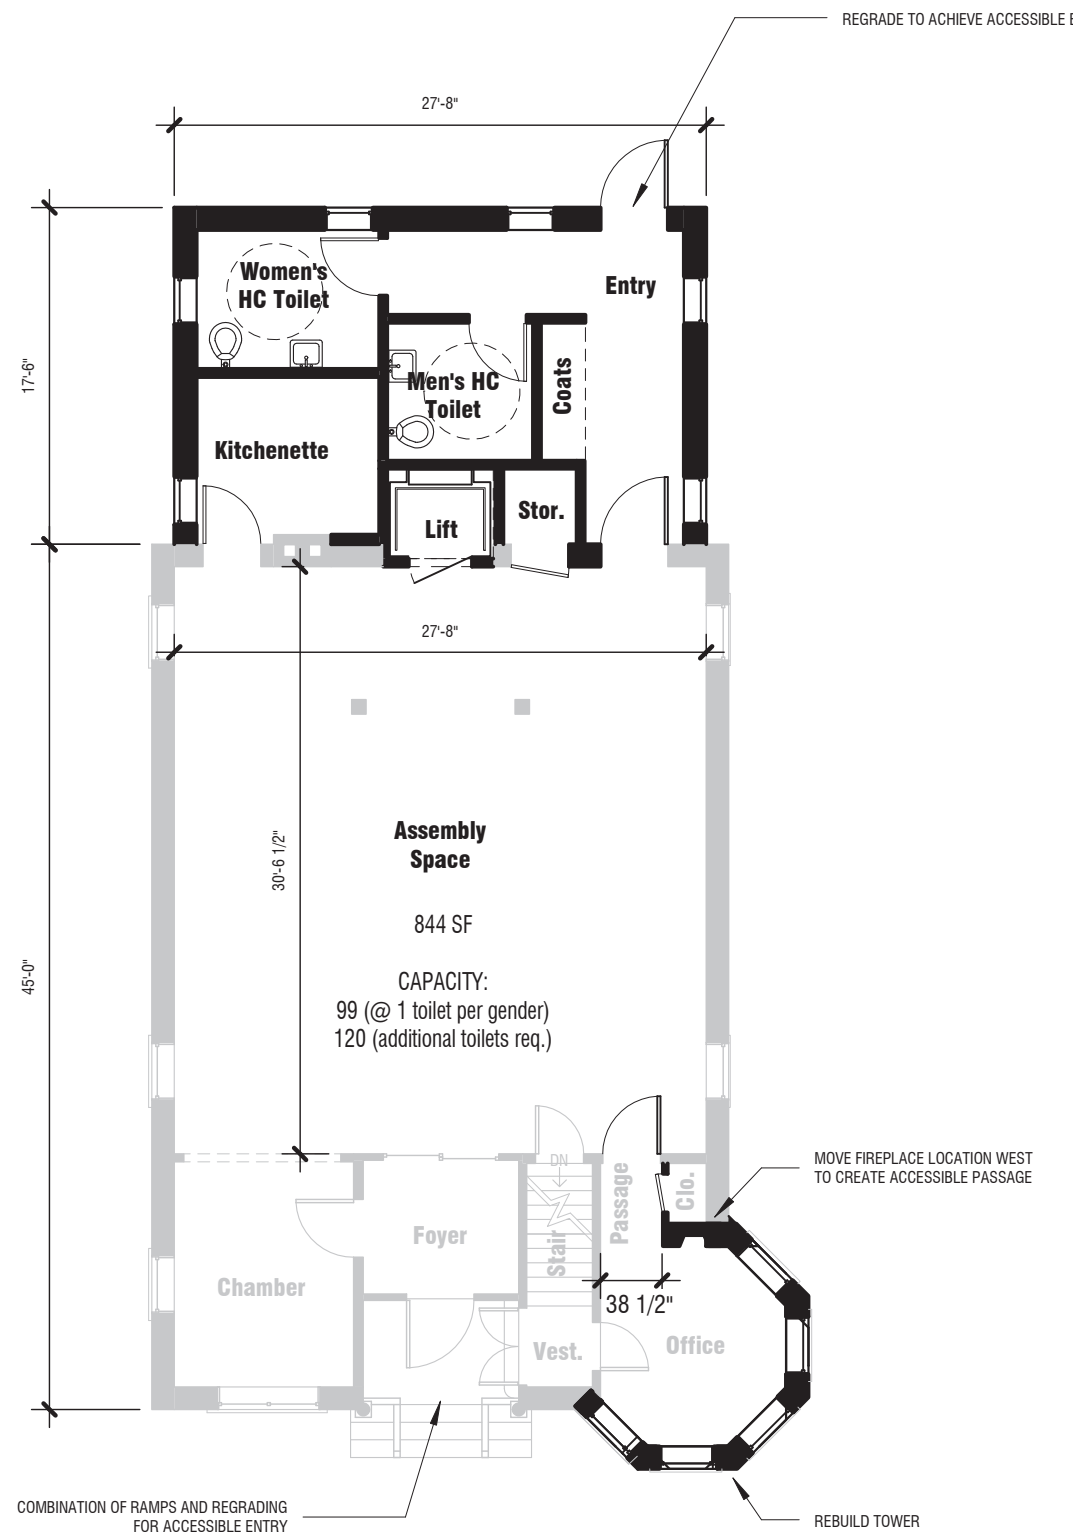 REGRADE TO ACHIEVE ACCESSIBLE
27'-8"
Women's
HC Toilet
Entry
17'-6"
Men's HC
Toilet
Coats
Kitchenette
Lift
Stor.
27'-8"
30'-6 1/2"
Assembly
Space
844 SF
CAPACITY:
99 (@ 1 toilet per gender)
120 (additional toilets req.)
45'-0"
DN
Passage
Clo.
MOVE FIREPLACE LOCATION WEST
TO CREATE ACCESSIBLE PASSAGE
Foyer
Stair
Chamber
38 1/2"
Office
Vest.
COMBINATION OF RAMPS AND REGRADING
FOR ACCESSIBLE ENTRY
REBUILD TOWER